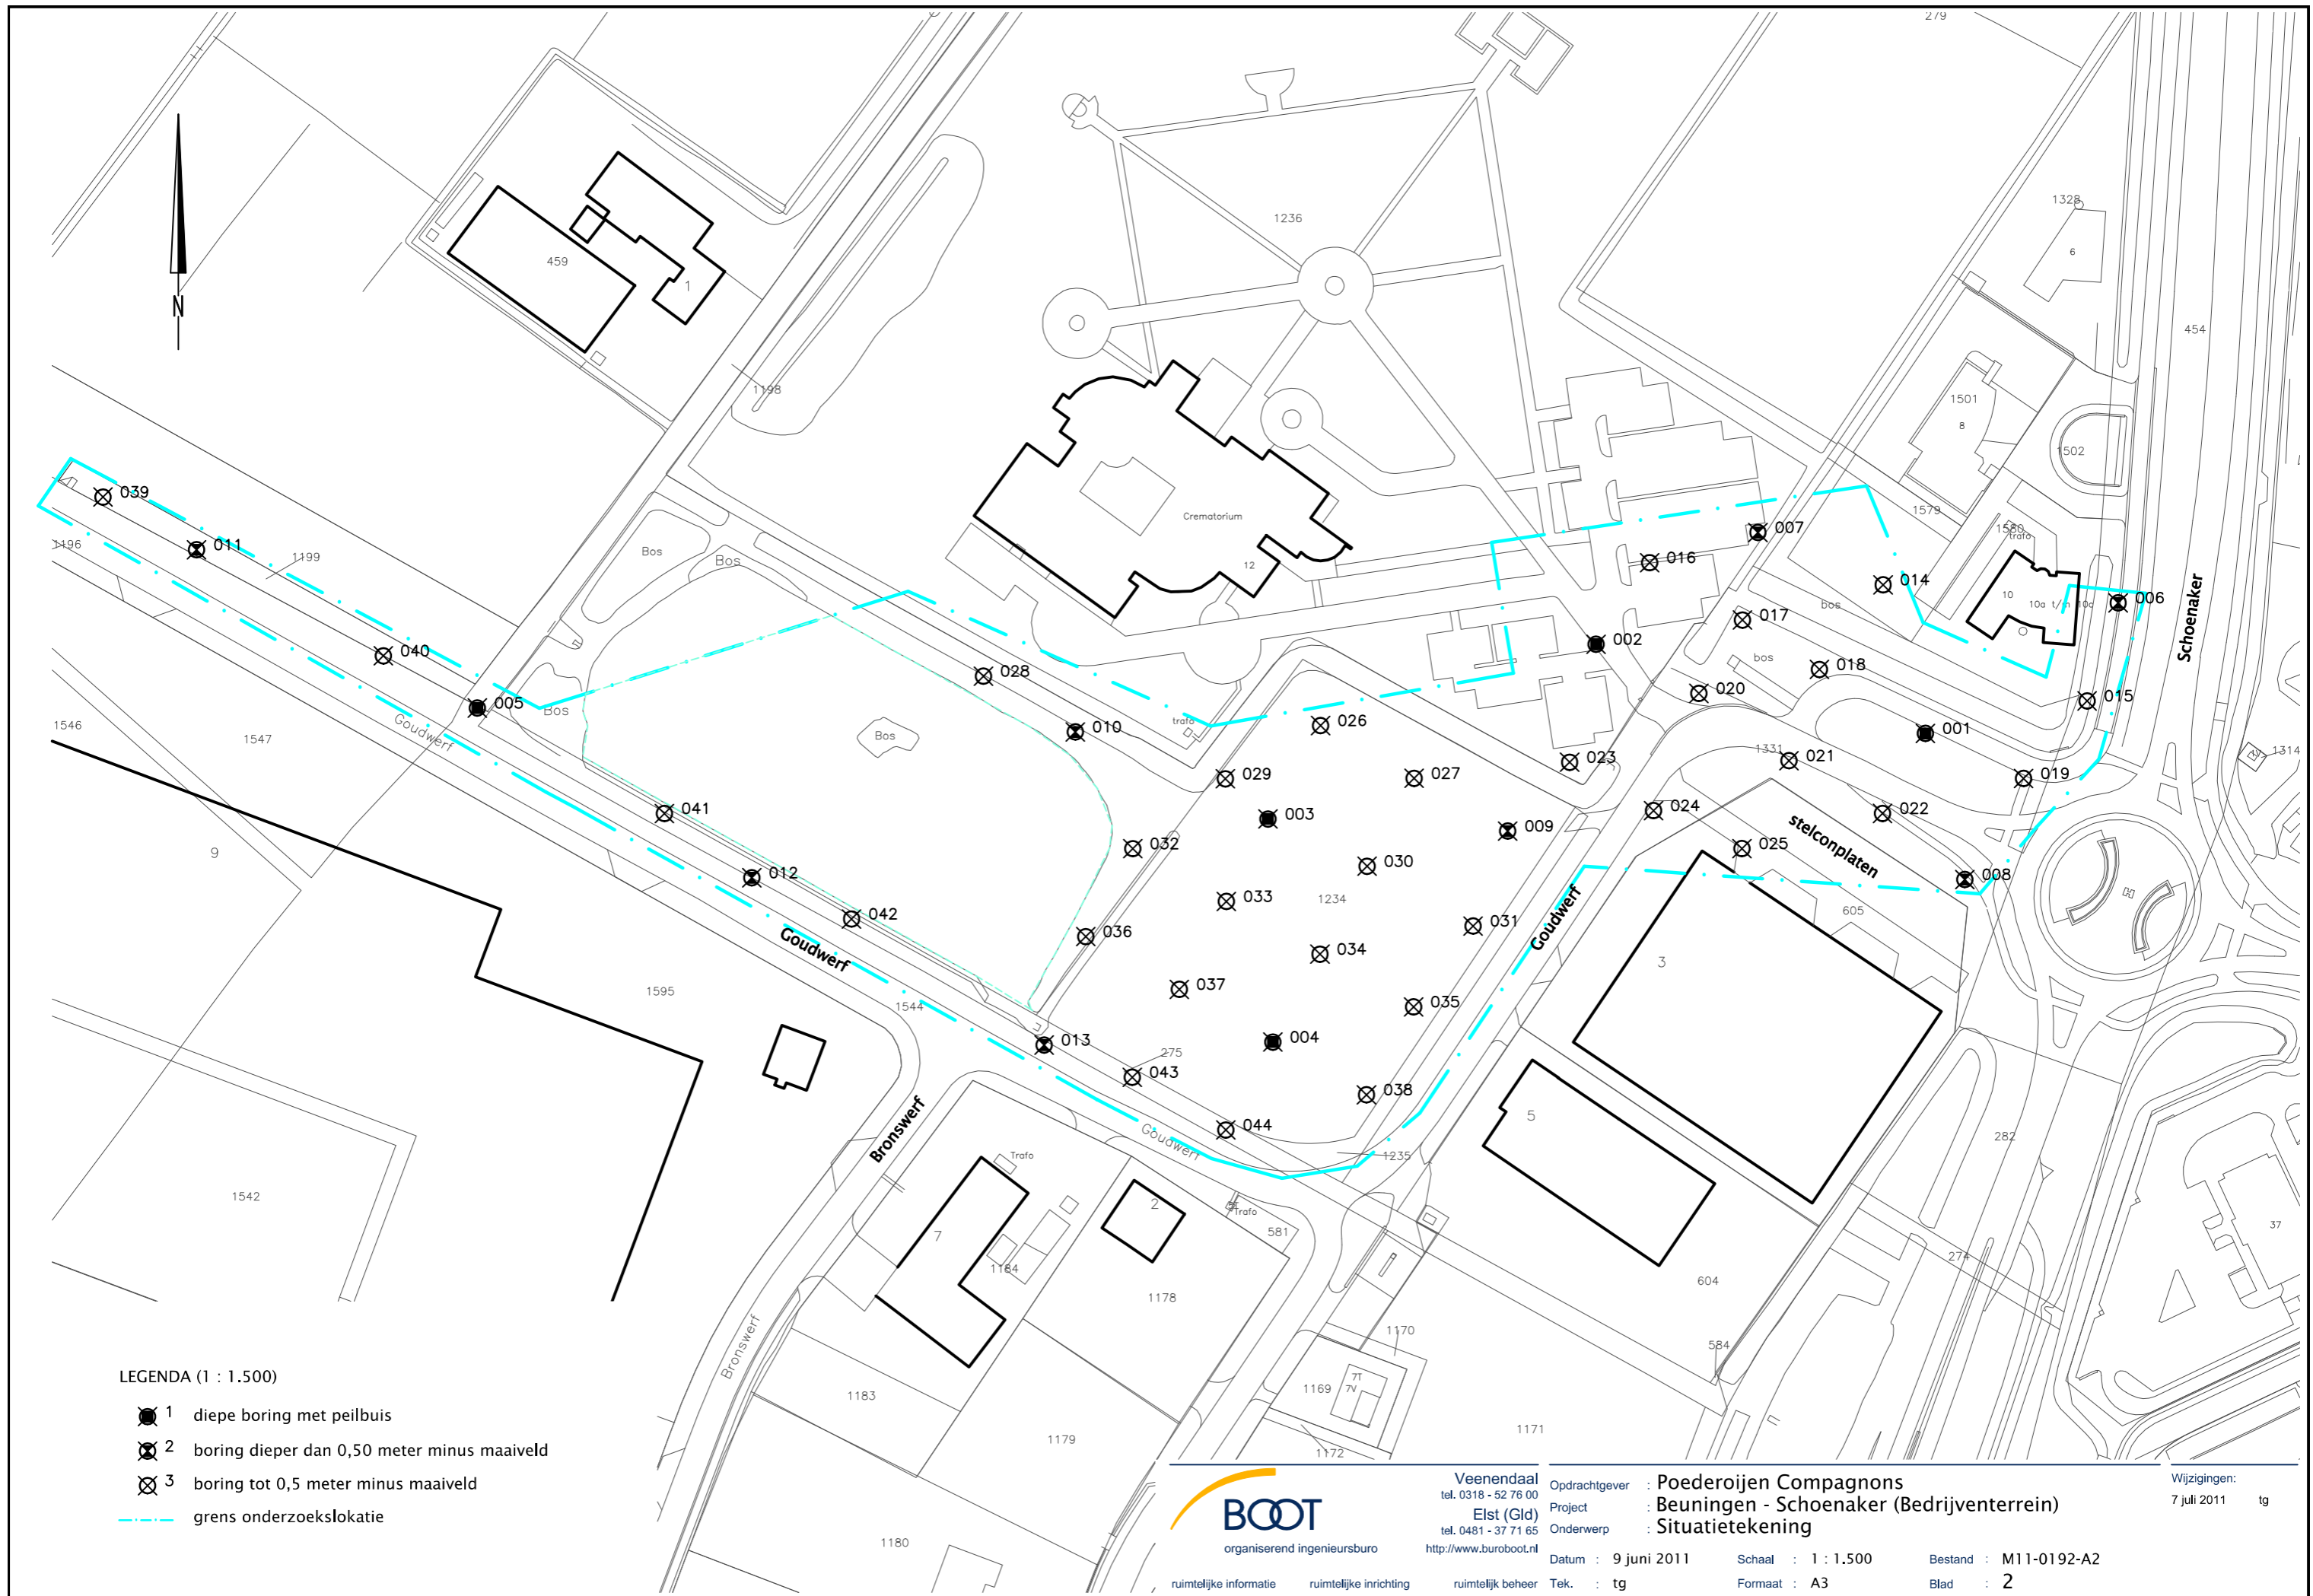 279
1236
1328
6
459
1
454
N
1198
1501
8
1502
039
011
1199
1196
Bos
Bos
Crematorium
12
007
016
1579
1580
trafo
014
10
10a t/m 10c
006
Schoenaker
bos
017
040
002
bos
018
028
020
015
005
Bos
Goudwerf
1546
1547
Bos
010
trafo
026
001
1331
021
1314
023
029
027
019
041
003
024
022
009
stelconplaten
9
032
030
025
012
008
033
1234
605
042
036
031
Goudwerf
Goudwerf
034
3
037
1595
1544
035
013
004
275
043
038
5
Bronswerf
044
Goudwerf
1235
282
Trafo
1542
2
Trafo
581
37
7
1184
274
1178
604
1170
584
Bronswerf
1169
7T
7V
1183
1171
1179
1172
1180
LEGENDA (1 : 1.500)
1 diepe boring met peilbuis
2 boring dieper dan 0,50 meter minus maaiveld
3 boring tot 0,5 meter minus maaiveld
grens onderzoekslokatie
BOOT
organiserend ingenieursburo
ruimtelijke informatie ruimtelijke inrichting ruimtelijk beheer
Veenendaal
tel. 0318 - 52 76 00
Elst (Gld)
tel. 0481 - 37 71 65
http://www.buroboot.nl
Opdrachtgever : Poederoijen Compagnons
Project : Beuningen - Schoenaker (Bedrijventerrein)
Onderwerp : Situatietekening
Datum : 9 juni 2011 Schaal : 1 : 1.500 Bestand : M11-0192-A2
Tek. : tg Formaat : A3 Blad : 2
Wijzigingen:
7 juli 2011 tg